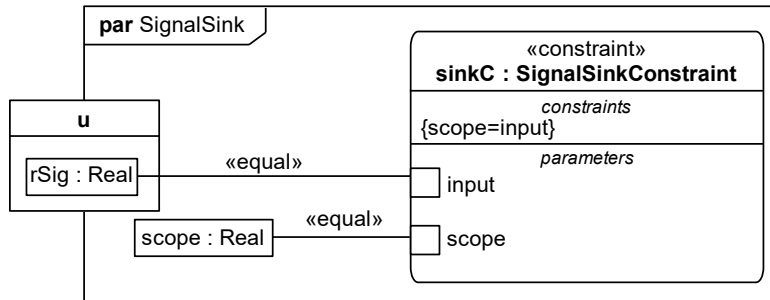 par SignalSink
«constraint»
sinkC : SignalSinkConstraint
constraints
{scope=input}
parameters
u
rSig : Real
«equal»
input
scope : Real
«equal»
scope